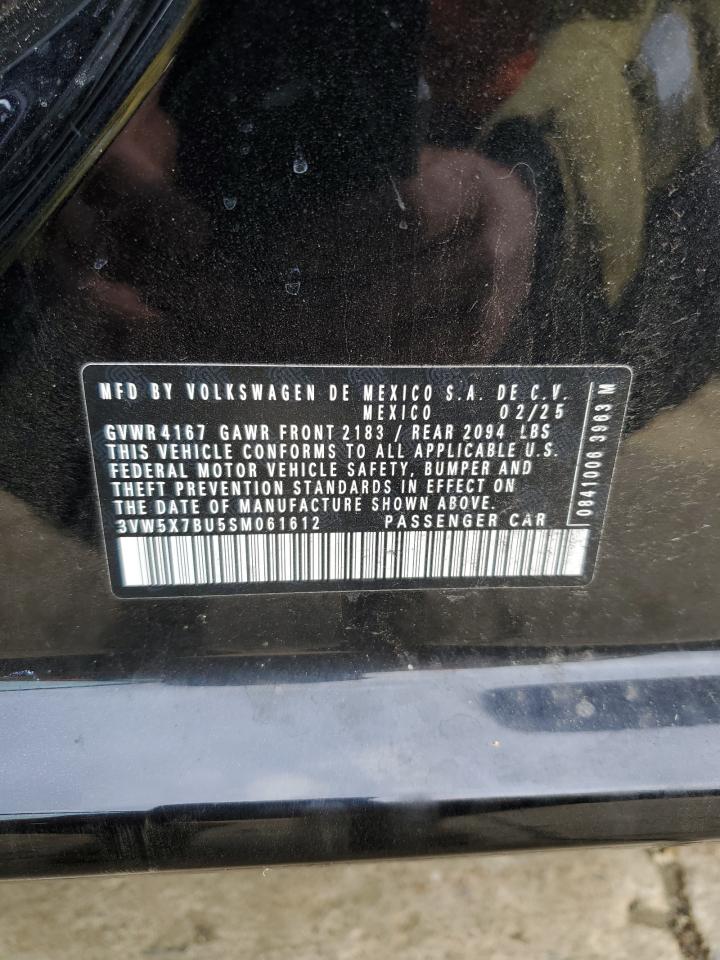 MFD BY VOLKSWAGEN DE MEXICO S.A. DE C.V.
MEXICO 02/25
GVWR 4167 GAWR FRONT 2183 / REAR 2094 LBS
THIS VEHICLE CONFORMS TO ALL APPLICABLE U.S.
FEDERAL MOTOR VEHICLE SAFETY, BUMPER AND
THEFT PREVENTION STANDARDS IN EFFECT ON
THE DATE OF MANUFACTURE SHOWN ABOVE.
3VW5X7BU5SM061612 PASSENGER CAR
0841006 3963 M